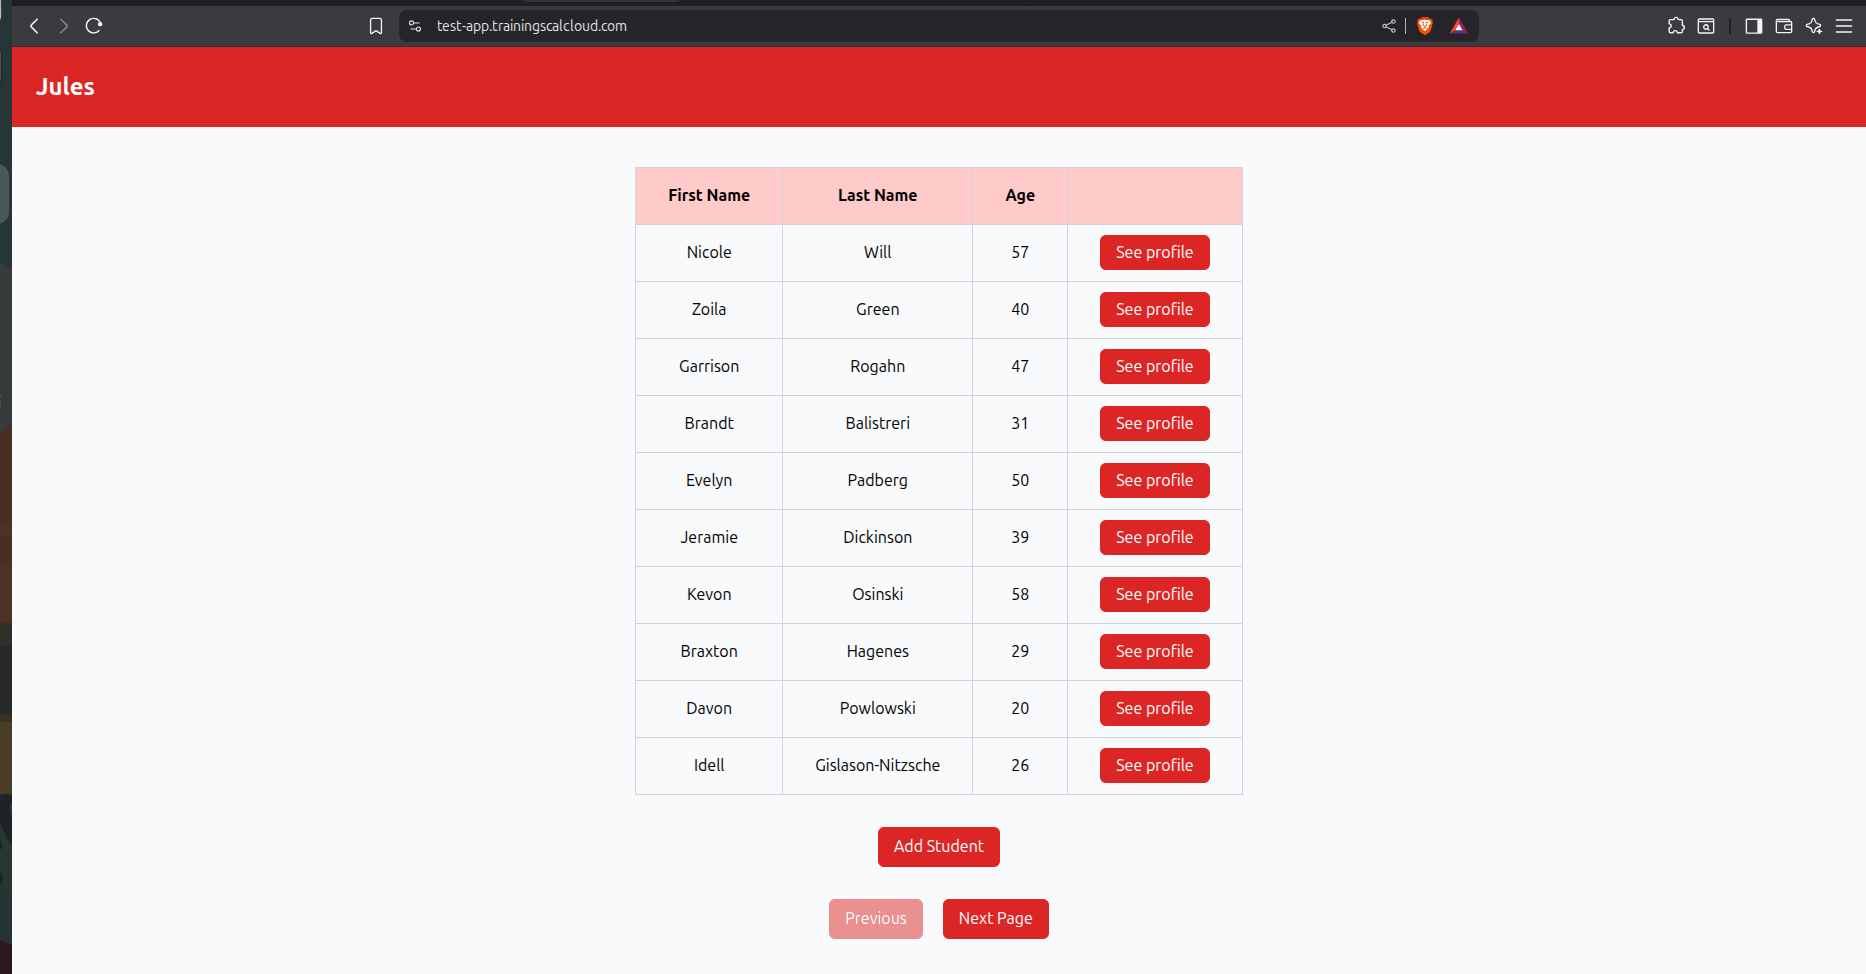 test-app.trainingscalcloud.com
Jules
First Name Last Name Age
Nicole Will 57 See profile
Zoila Green 40 See profile
Garrison Rogahn 47 See profile
Brandt Balistreri 31 See profile
Evelyn Padberg 50 See profile
Jeramie Dickinson 39 See profile
Kevon Osinski 58 See profile
Braxton Hagenes 29 See profile
Davon Powlowski 20 See profile
Idell Gislason-Nitzsche 26 See profile
Add Student
Previous Next Page